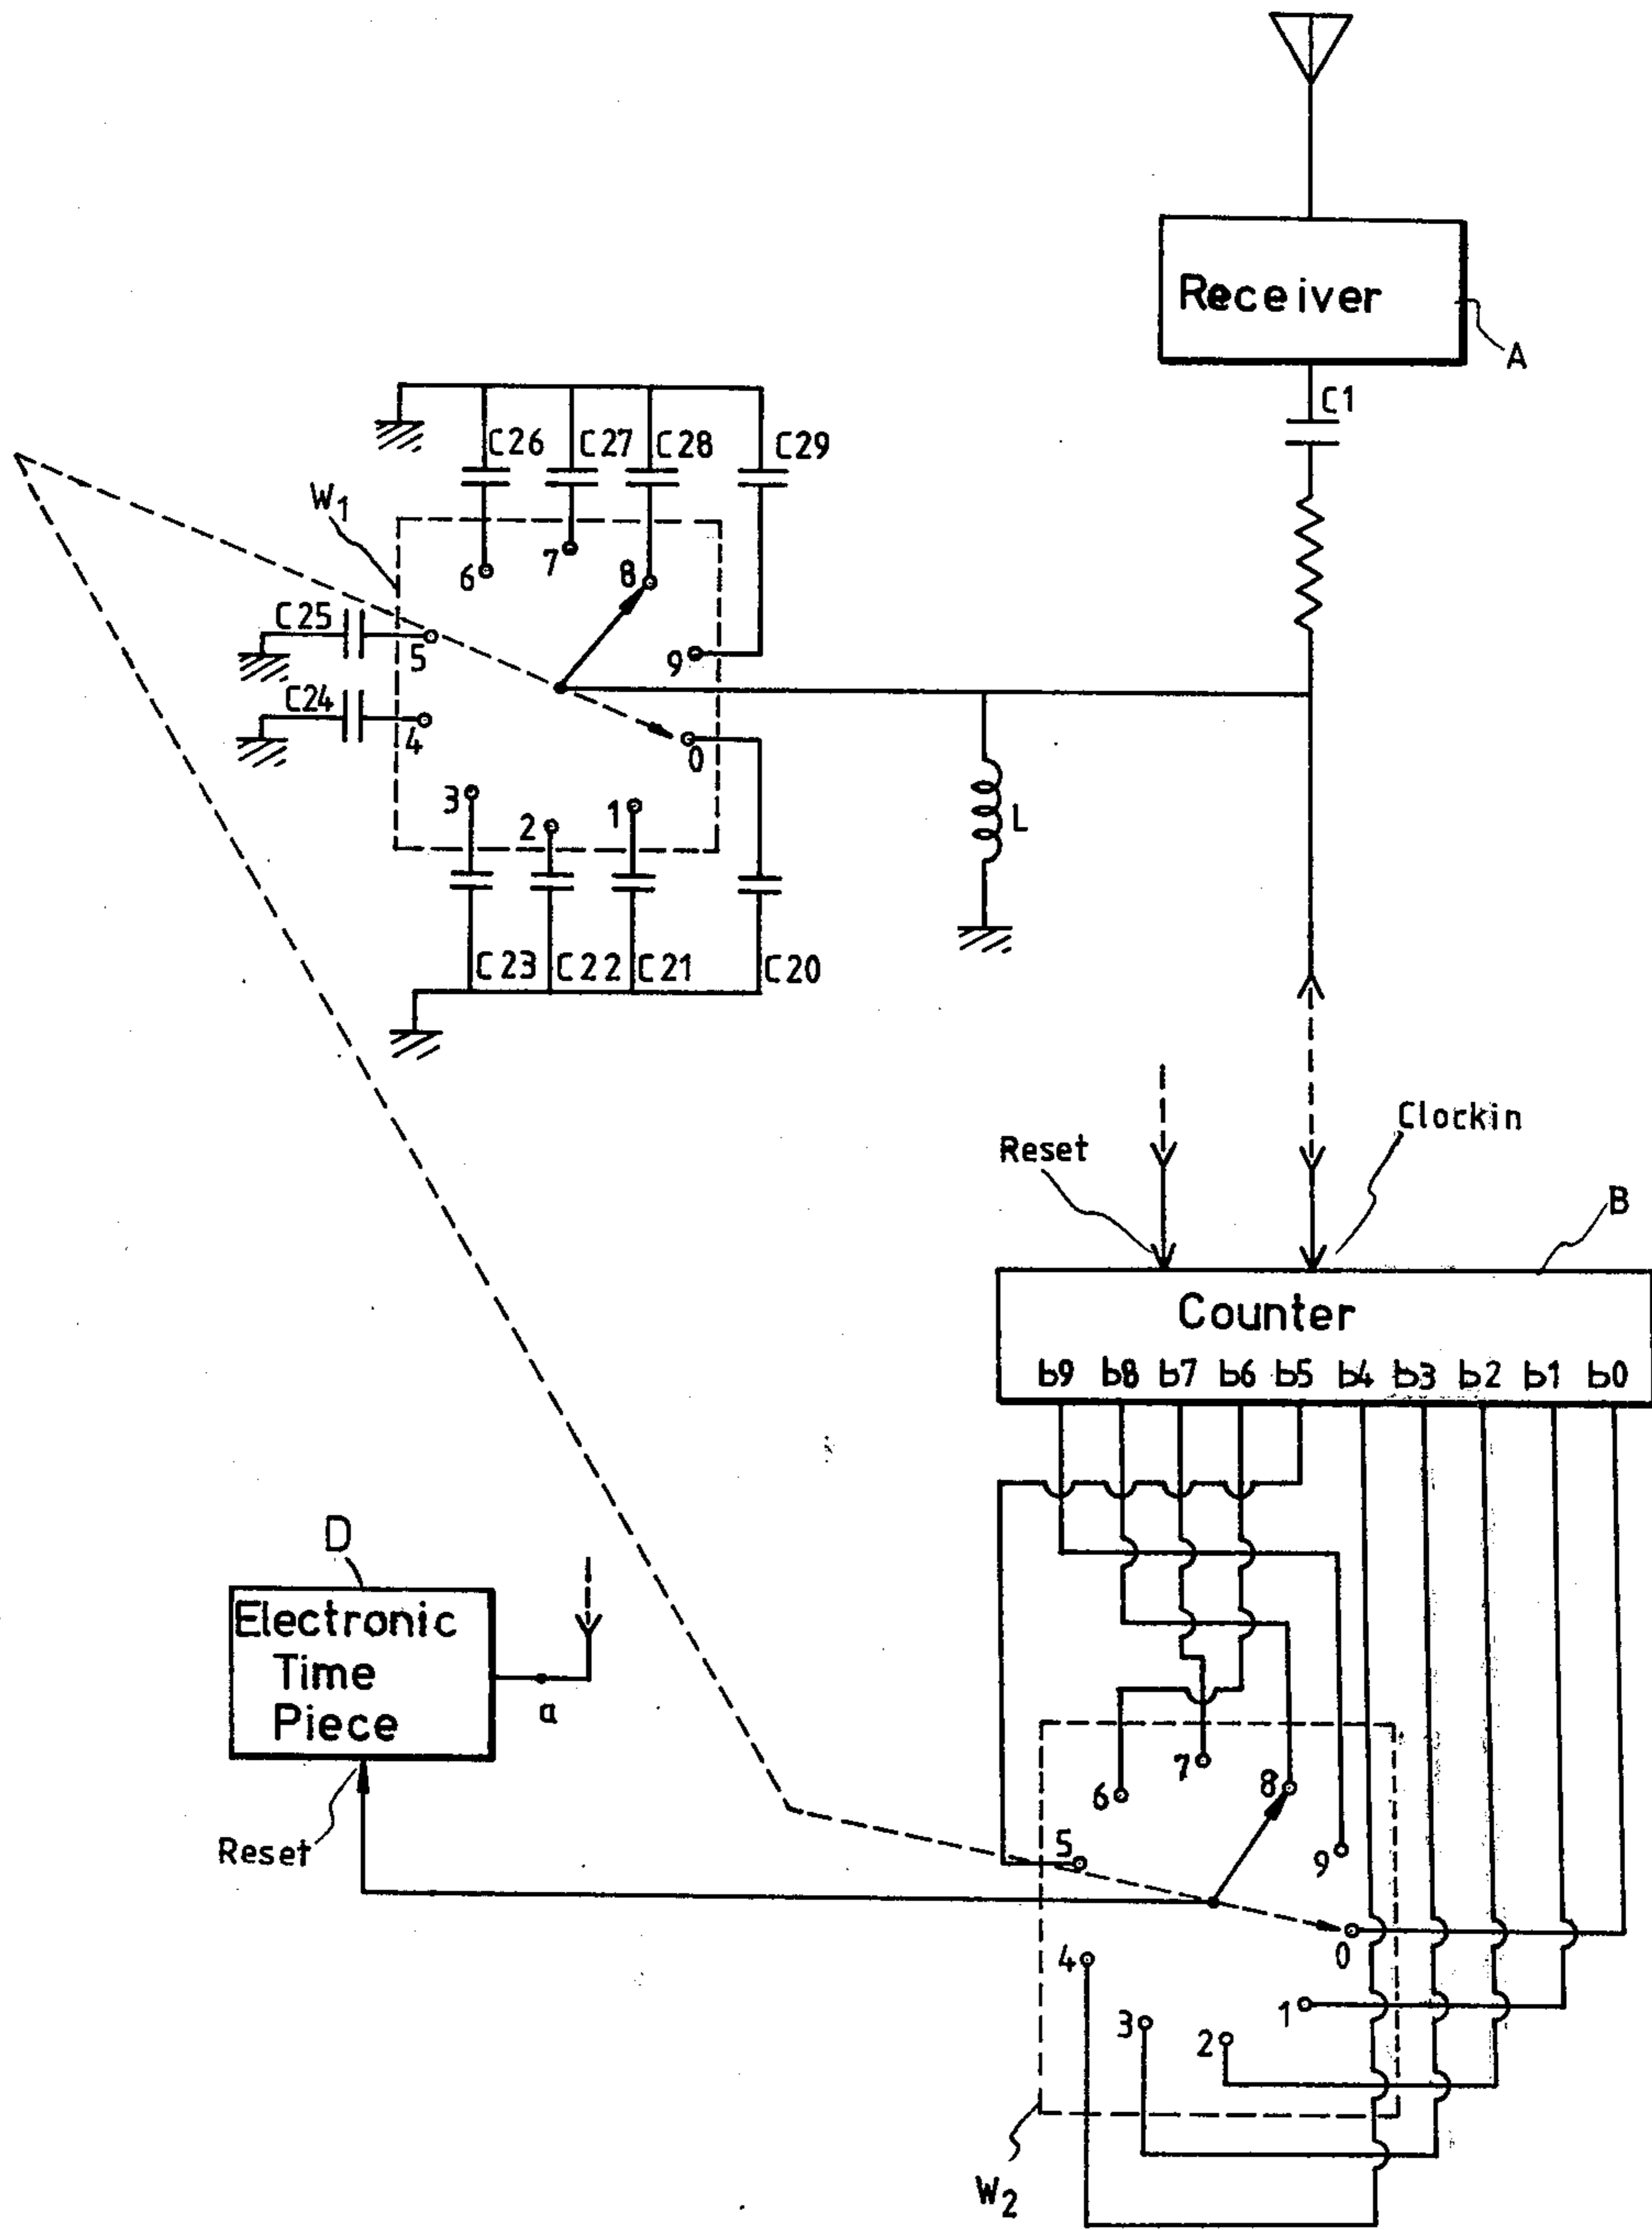 Receiver
A
C1
C26
C27
C28
C29
W1
6
7
8
C25
5
9
C24
4
0
3
2
1
L
C23
C22
C21
C20
Reset
Clockin
B
Counter
b9 b8 b7 b6 b5 b4 b3 b2 b1 b0
D
Electronic
Time
Piece
a
Reset
7
8
6
5
9
4
0
3
2
1
W2